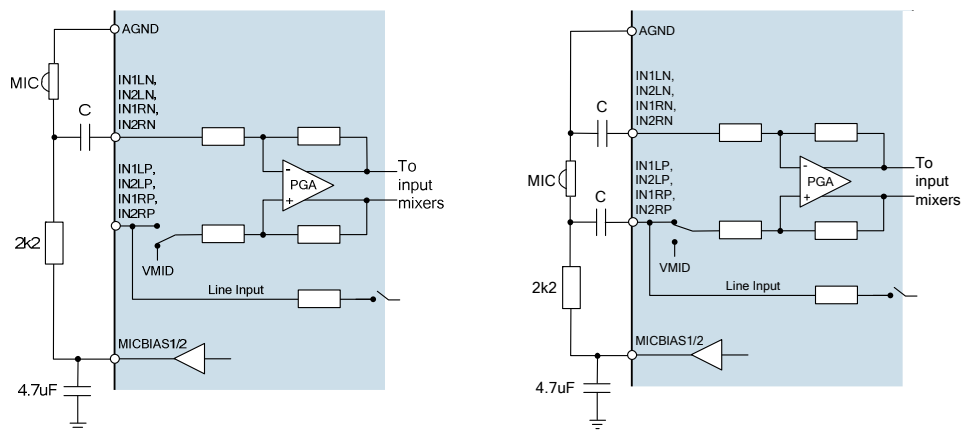 AGND
MIC
IN1LN,
IN2LN,
IN1RN,
IN2RN
C
IN1LP,
IN2LP,
IN1RP,
IN2RP
-
PGA
+
To
input
mixers
2k2
VMID
Line Input
MICBIAS1/2
4.7uF
AGND
IN1LN,
IN2LN,
IN1RN,
IN2RN
C
IN1LP,
IN2LP,
IN1RP,
IN2RP
-
PGA
+
To
input
mixers
MIC
C
VMID
2k2
Line Input
MICBIAS1/2
4.7uF